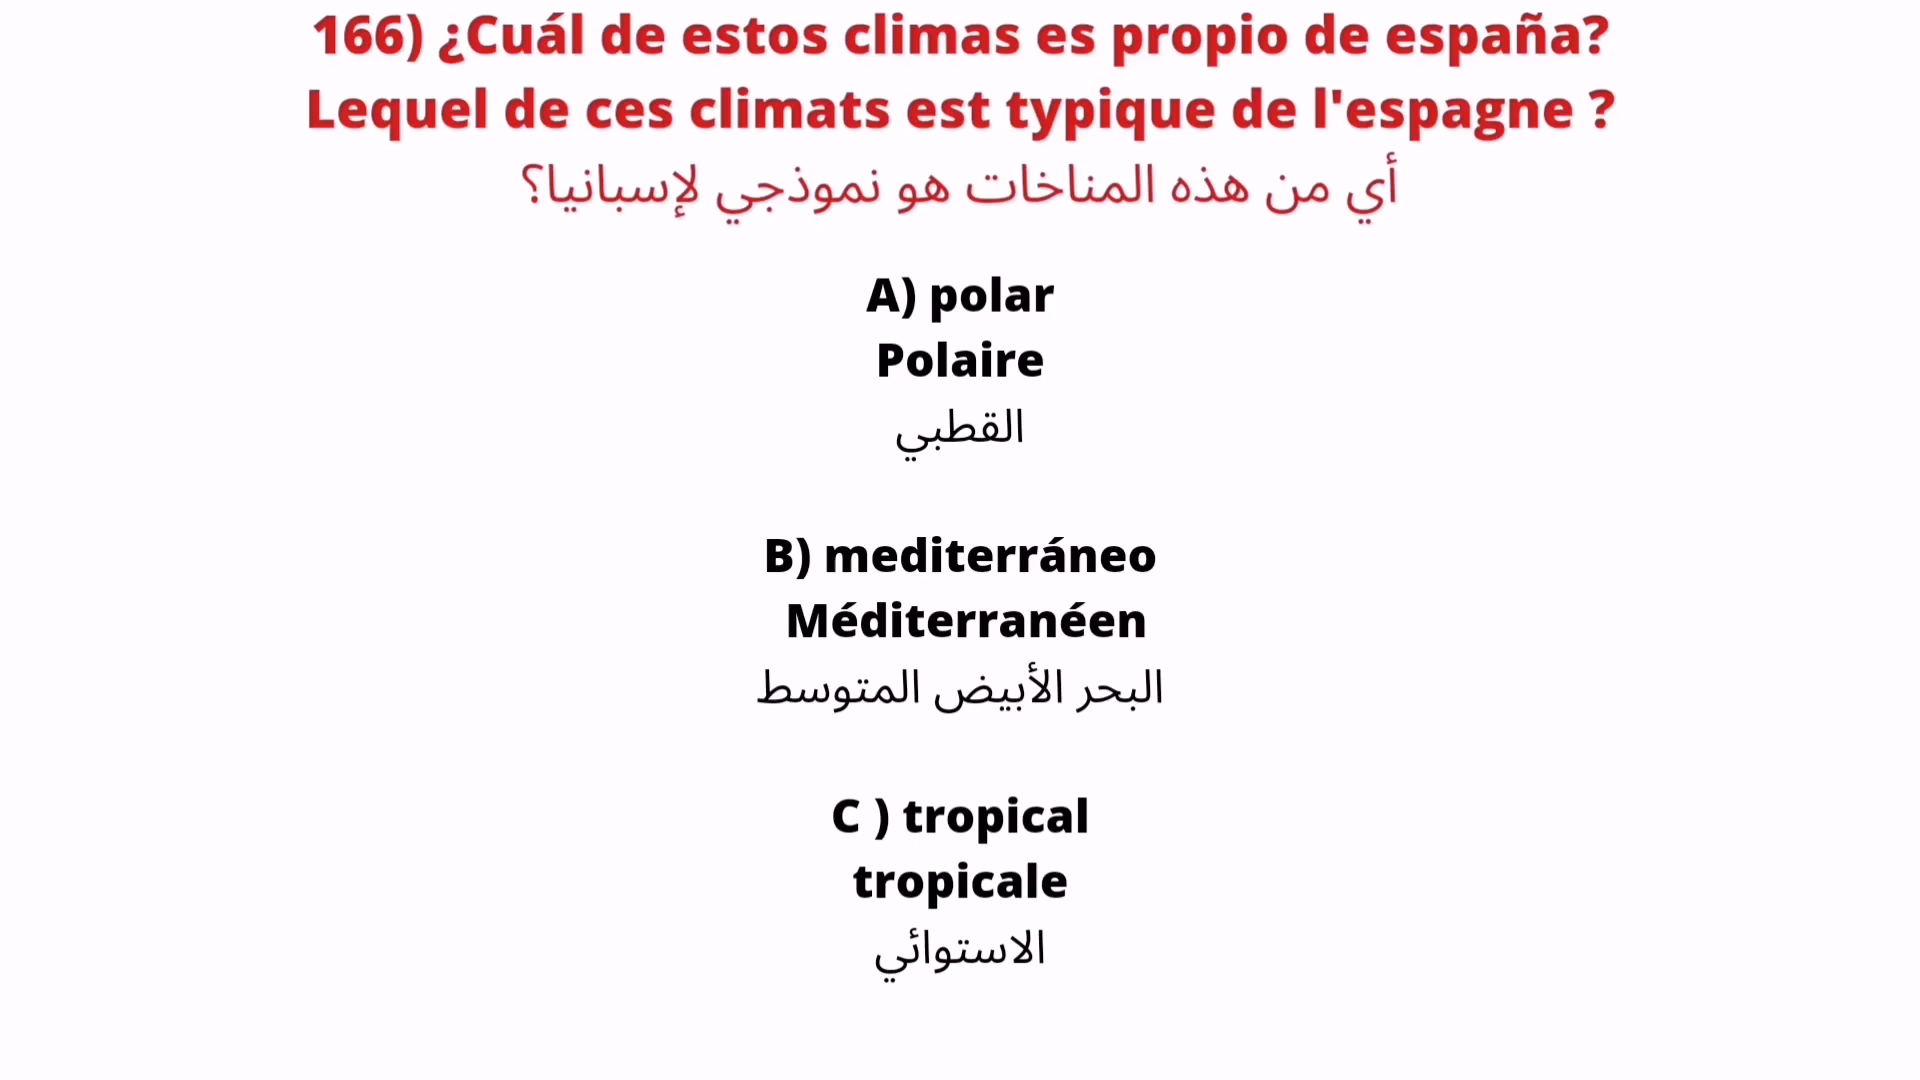 166) ¿Cuál de estos climas es propio de españa?
Lequel de ces climats est typique de l'espagne ?
أي من هذه المناخات هو نموذجي لإسبانيا؟
A) polar
Polaire
القطبي
B) mediterráneo
Méditerranéen
البحر الأبيض المتوسط
C ) tropical
tropicale
الاستوائي